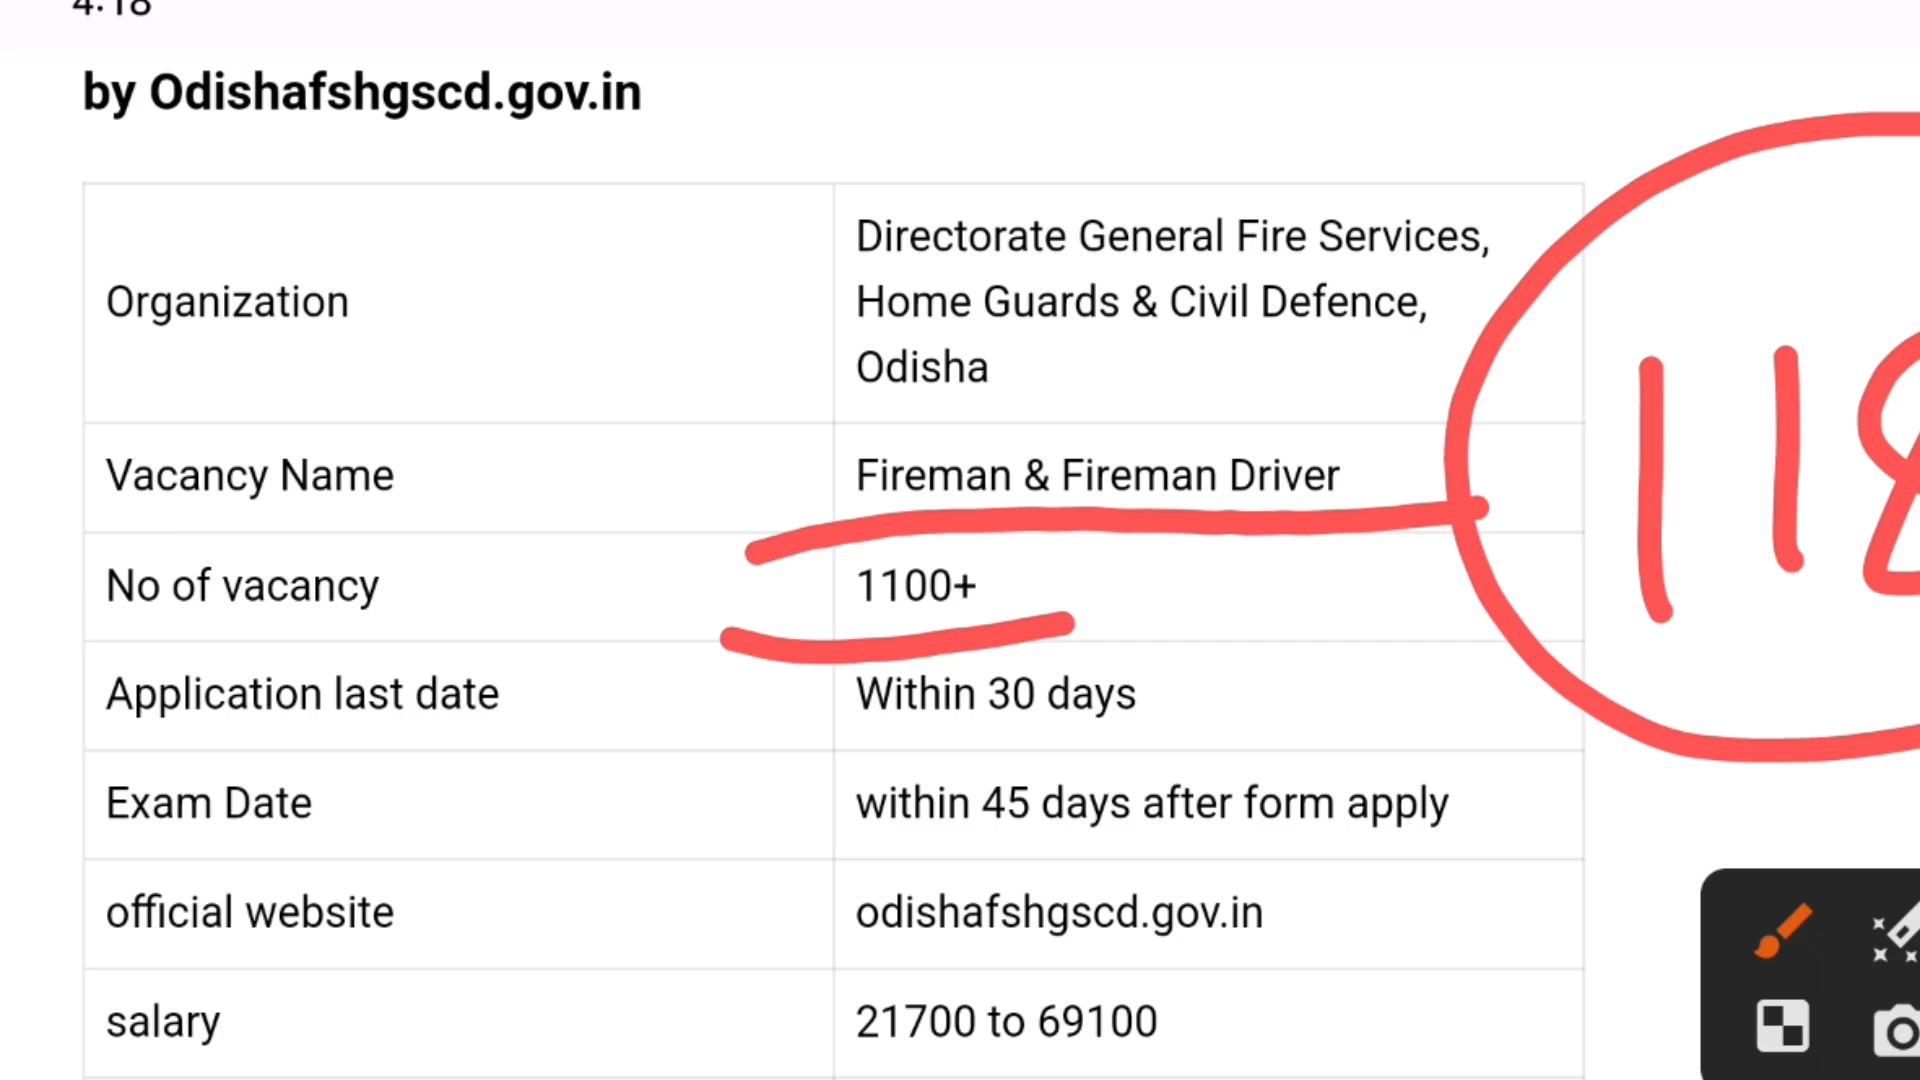 by Odishafshgscd.gov.in
Organization
Directorate General Fire Services,
Home Guards & Civil Defence,
Odisha
Vacancy Name
Fireman & Fireman Driver
No of vacancy
1100+
Application last date
Within 30 days
Exam Date
within 45 days after form apply
official website
odishafshgscd.gov.in
salary
21700 to 69100
118